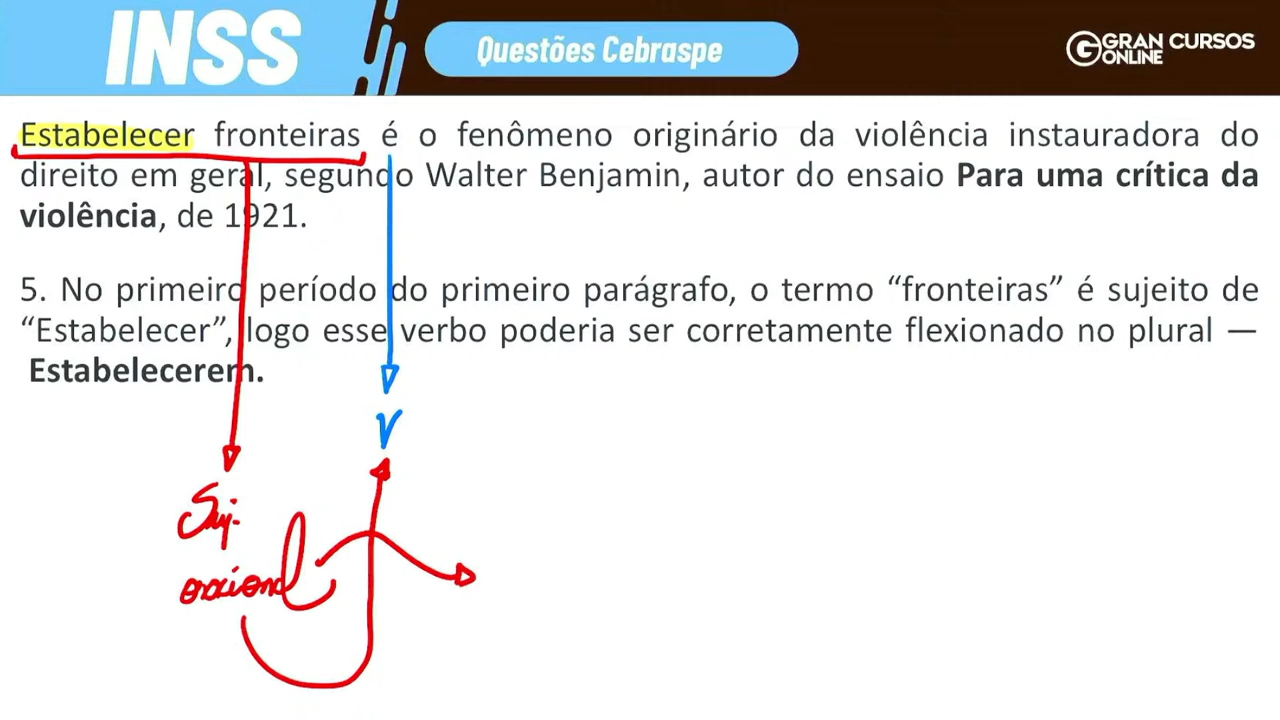 INSS
Questões Cebraspe
GRAN CURSOS
ONLINE
Estabelecer fronteiras é o fenômeno originário da violência instauradora do
direito em geral, segundo Walter Benjamin, autor do ensaio Para uma crítica da
violência, de 1921.
5. No primeiro período do primeiro parágrafo, o termo “fronteiras” é sujeito de
“Estabelecer”, logo esse verbo poderia ser corretamente flexionado no plural —
Estabelecerem.
V
Suj.
oracional